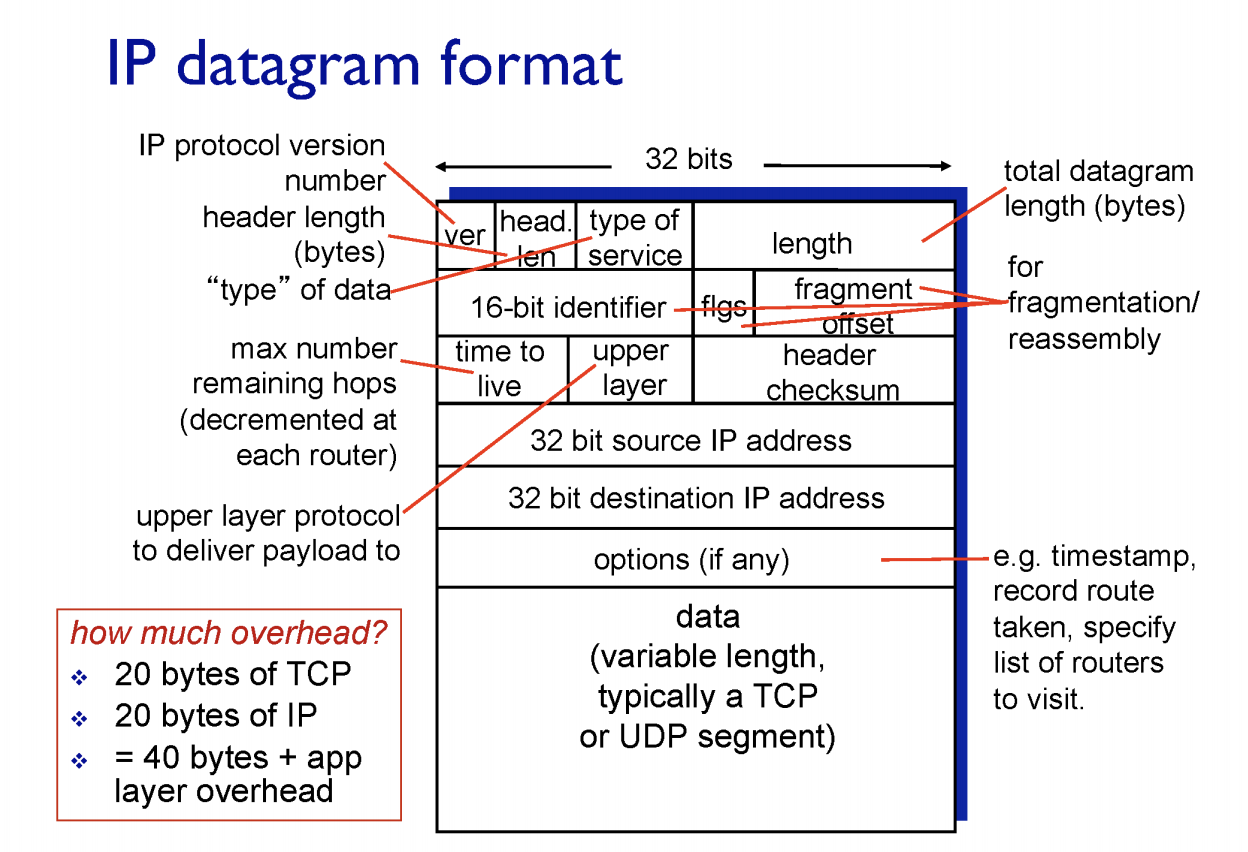 IP datagram format
IP protocol version
number
header length
(bytes)
“type” of data
max number
remaining hops
(decremented at
each router)
upper layer protocol
to deliver payload to
how much overhead?
❖ 20 bytes of TCP
❖ 20 bytes of IP
❖ = 40 bytes + app
layer overhead
32 bits
ver
head.
len
type of
service
length
16-bit identifier
flgs
fragment
offset
time to
live
upper
layer
header
checksum
32 bit source IP address
32 bit destination IP address
options (if any)
data
(variable length,
typically a TCP
or UDP segment)
total datagram
length (bytes)
for
fragmentation/
reassembly
e.g. timestamp,
record route
taken, specify
list of routers
to visit.